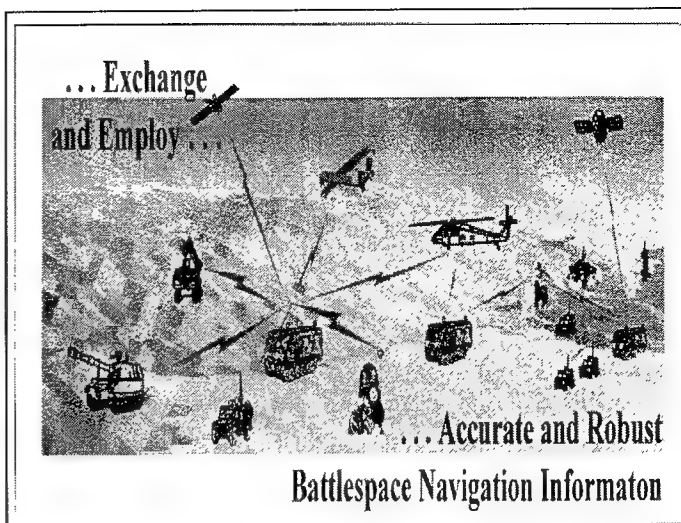 ... Exchange
and Employ ...
... Accurate and Robust
Battlespace Navigation Informaton